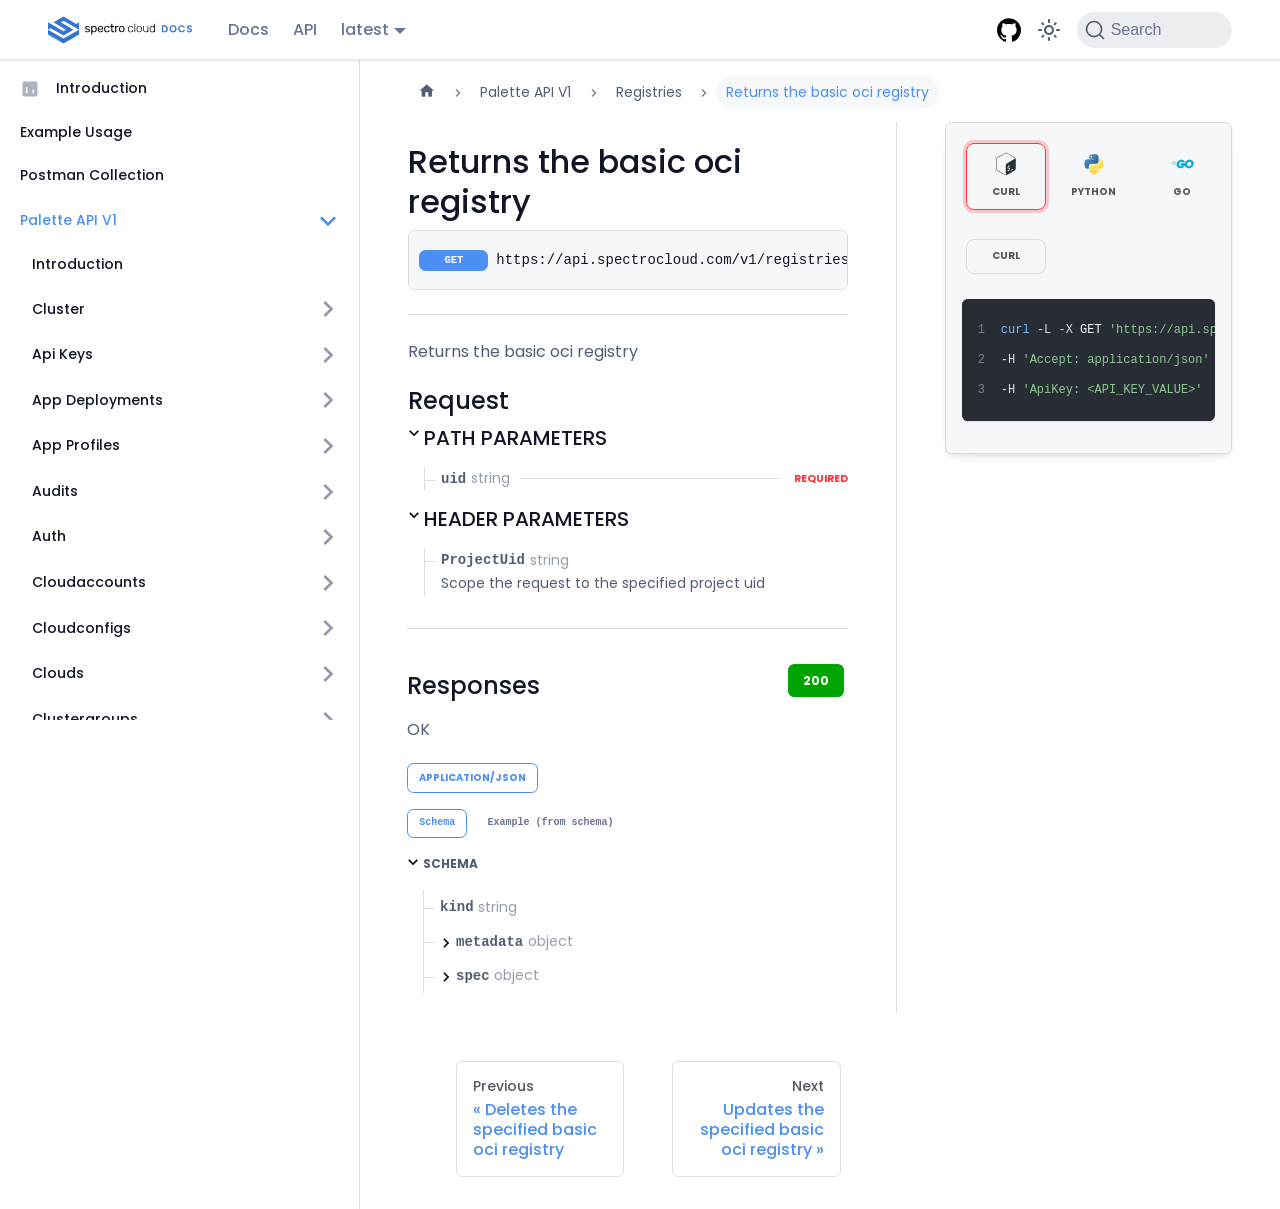 spectro cloud DOCS
Docs
API
latest
Search
Introduction
Example Usage
Postman Collection
Palette API V1
Introduction
Cluster
Api Keys
App Deployments
App Profiles
Audits
Auth
Cloudaccounts
Cloudconfigs
Clouds
Clustergroups
Palette API V1
Registries
Returns the basic oci registry
Returns the basic oci
registry
GET https://api.spectrocloud.com/v1/registries
Returns the basic oci registry
Request
PATH PARAMETERS
uid string REQUIRED
HEADER PARAMETERS
ProjectUid string
Scope the request to the specified project uid
Responses
200
OK
APPLICATION/JSON
Schema Example (from schema)
SCHEMA
kind string
metadata object
spec object
CURL
PYTHON
GO
CURL
1 curl -L -X GET 'https://api.sp
2 -H 'Accept: application/json'
3 -H 'ApiKey: <API_KEY_VALUE>'
Previous
« Deletes the
specified basic
oci registry
Next
Updates the
specified basic
oci registry »